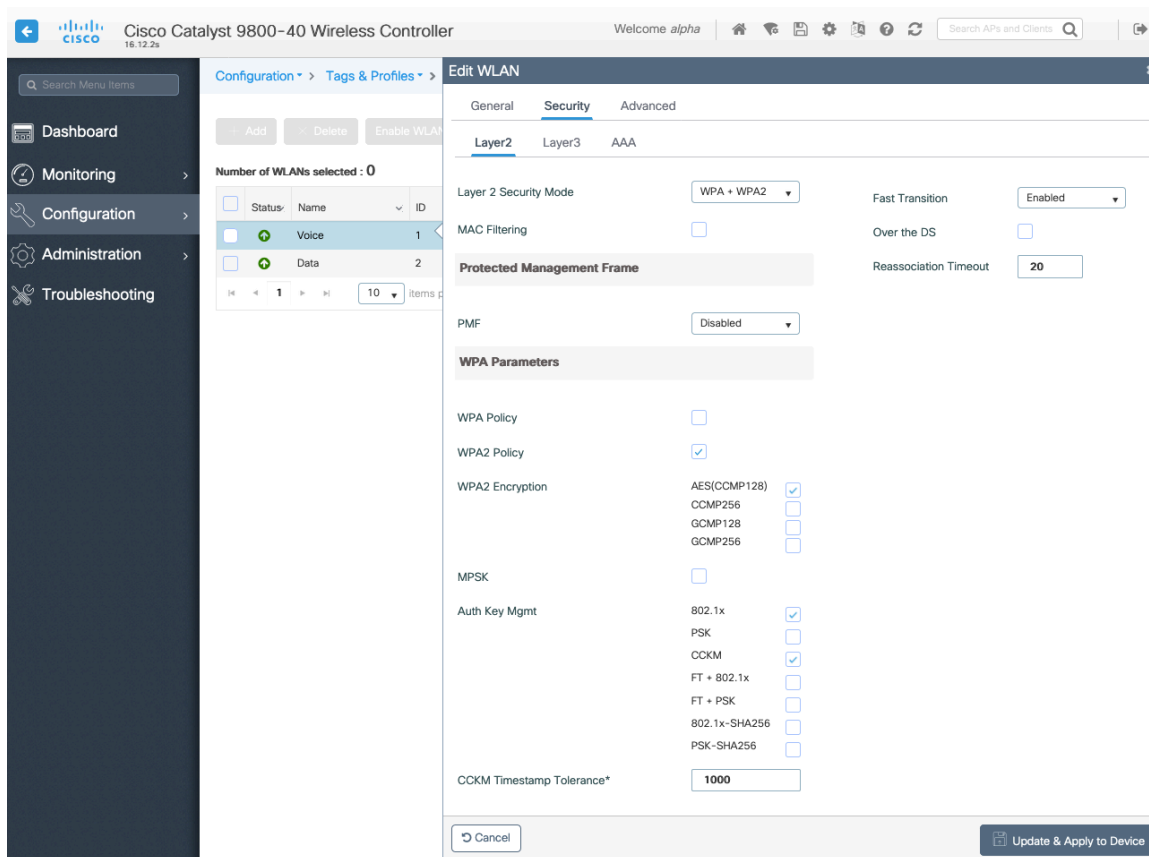 CISCO
Cisco Catalyst 9800-40 Wireless Controller
16.12.2s
Welcome alpha
Search APs and Clients
Search Menu Items
Dashboard
Monitoring
Configuration
Administration
Troubleshooting
Configuration > Tags & Profiles >
+ Add
× Delete
Enable WLAN
Number of WLANs selected : 0
Status Name ID
Voice 1
Data 2
1 10 items p
Edit WLAN
General Security Advanced
Layer2 Layer3 AAA
Layer 2 Security Mode WPA + WPA2
MAC Filtering
Protected Management Frame
PMF Disabled
WPA Parameters
WPA Policy
WPA2 Policy
WPA2 Encryption AES(CCMP128)
CCMP256
GCMP128
GCMP256
MPSK
Auth Key Mgmt 802.1x
PSK
CCKM
FT + 802.1x
FT + PSK
802.1x-SHA256
PSK-SHA256
CCKM Timestamp Tolerance* 1000
Fast Transition Enabled
Over the DS
Reassociation Timeout 20
Cancel
Update & Apply to Device